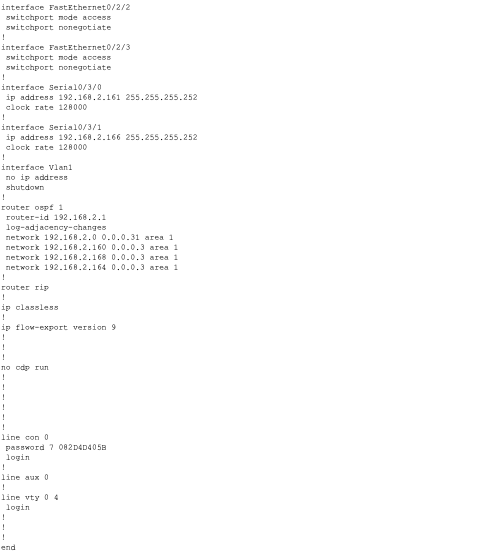 interface FastEthernet0/2/2
 switchport mode access
 switchport nonegotiate
!
interface FastEthernet0/2/3
 switchport mode access
 switchport nonegotiate
!
interface Serial0/3/0
 ip address 192.168.2.161 255.255.255.252
 clock rate 128000
!
interface Serial0/3/1
 ip address 192.168.2.166 255.255.255.252
 clock rate 128000
!
interface Vlan1
 no ip address
 shutdown
!
router ospf 1
 router-id 192.168.2.1
 log-adjacency-changes
 network 192.168.2.0 0.0.0.31 area 1
 network 192.168.2.160 0.0.0.3 area 1
 network 192.168.2.168 0.0.0.3 area 1
 network 192.168.2.164 0.0.0.3 area 1
!
router rip
!
ip classless
!
ip flow-export version 9
!
!
!
no cdp run
!
!
!
!
!
!
line con 0
 password 7 082D4D405B
 login
!
line aux 0
!
line vty 0 4
 login
!
!
!
end